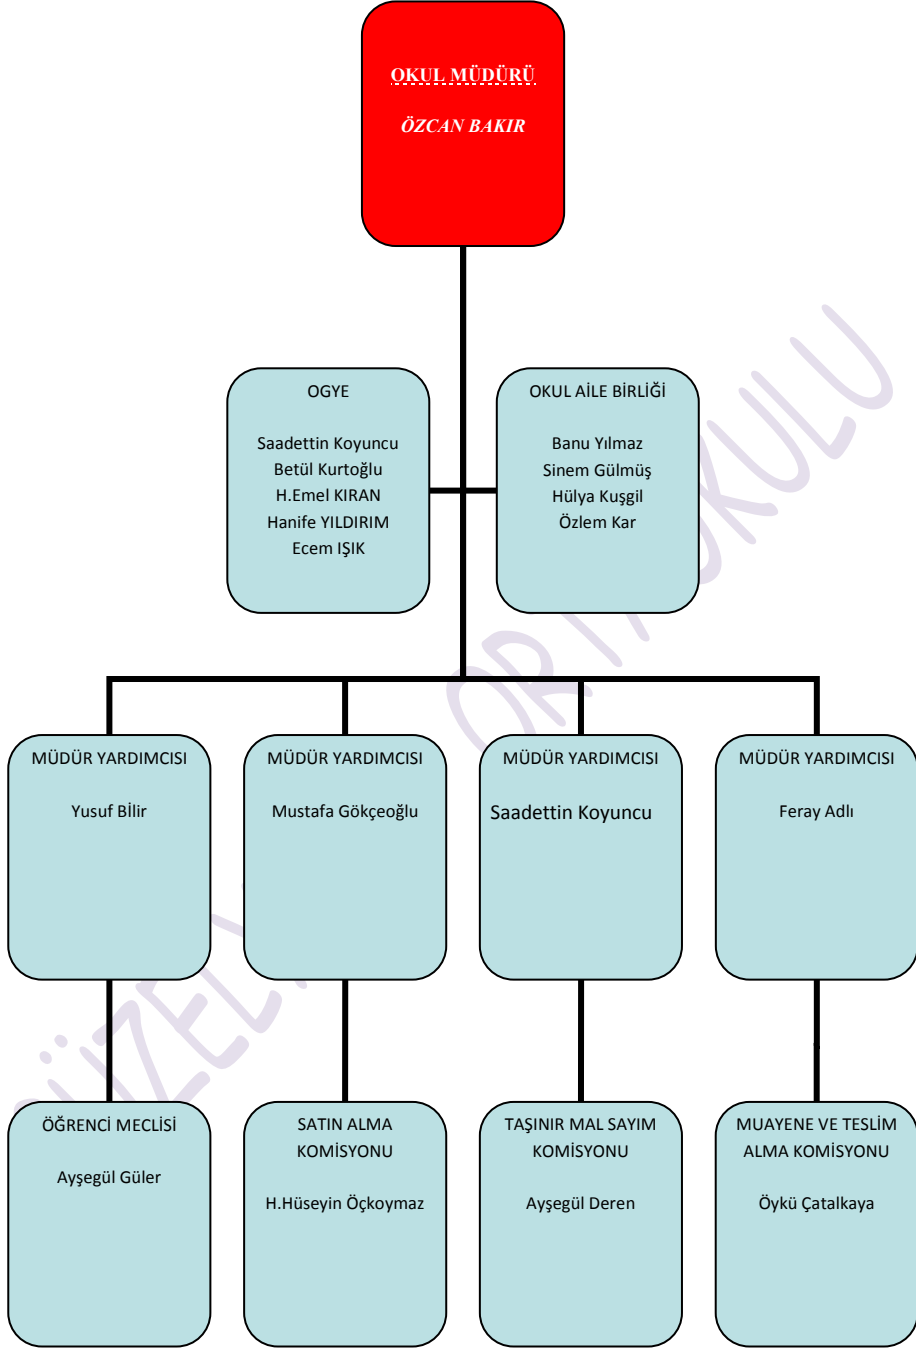 OKUL MÜDÜRÜ
ÖZCAN BAKIR
OGYE
Saadettin Koyuncu
Betül Kurtoğlu
H.Emel KIRAN
Hanife YILDIRIM
Ecem IŞIK
OKUL AİLE BİRLİĞİ
Banu Yılmaz
Sinem Gülmüş
Hülya Kuşgil
Özlem Kar
MÜDÜR YARDIMCISI
Yusuf Bİlir
MÜDÜR YARDIMCISI
Mustafa Gökçeoğlu
MÜDÜR YARDIMCISI
Saadettin Koyuncu
MÜDÜR YARDIMCISI
Feray Adlı
ÖĞRENCİ MECLİSİ
Ayşegül Güler
SATIN ALMA
KOMİSYONU
H.Hüseyin Öçkoymaz
TAŞINIR MAL SAYIM
KOMİSYONU
Ayşegül Deren
MUAYENE VE TESLİM
ALMA KOMİSYONU
Öykü Çatalkaya